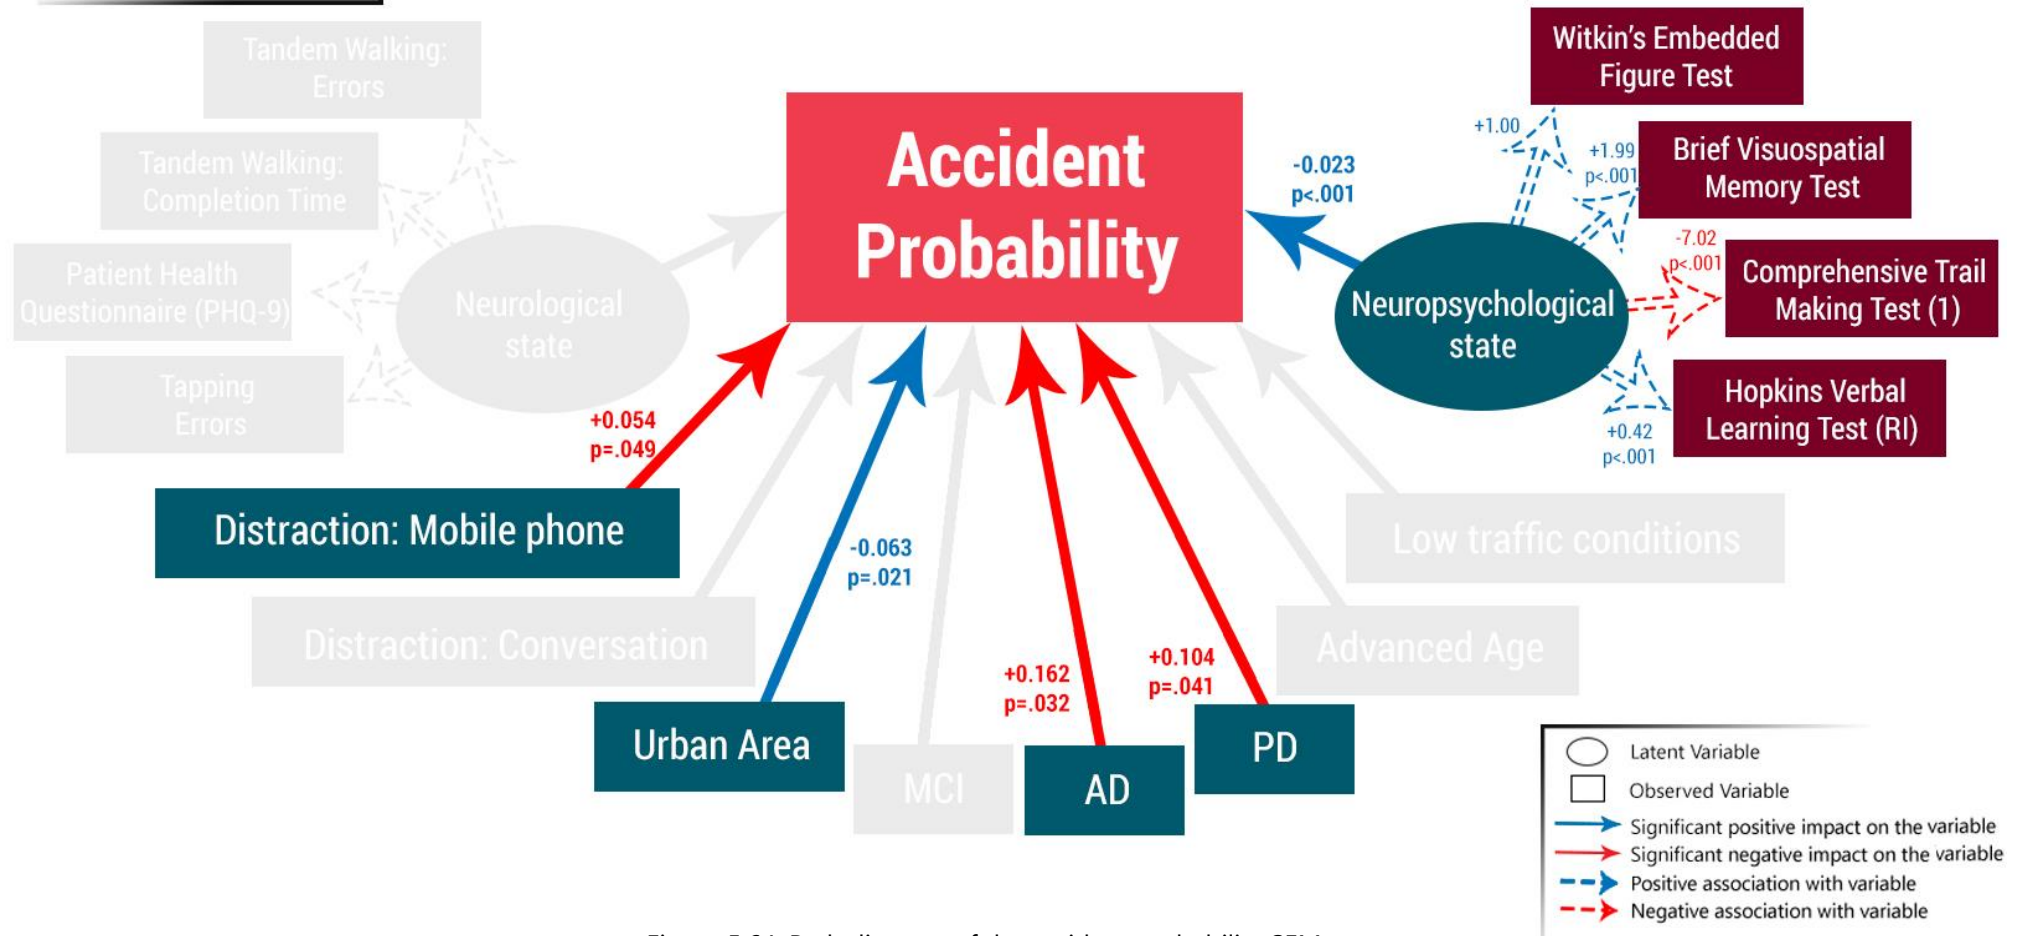 Tandem Walking:
Errors
Tandem Walking:
Completion Time
Patient Health
Questionnaire (PHQ-9)
Tapping
Errors
Neurological
state
Accident
Probability
-0.023
p<.001
Neuropsychological
state
Witkin's Embedded
Figure Test
+1.00
Brief Visuospatial
Memory Test
+1.99
p<.001
Comprehensive Trail
Making Test (1)
-7.02
p<.001
Hopkins Verbal
Learning Test (RI)
+0.42
p<.001
+0.054
p=.049
Distraction: Mobile phone
Distraction: Conversation
-0.063
p=.021
Urban Area
MCI
+0.162
p=.032
AD
+0.104
p=.041
PD
Advanced Age
Low traffic conditions
Latent Variable
Observed Variable
Significant positive impact on the variable
Significant negative impact on the variable
Positive association with variable
Negative association with variable